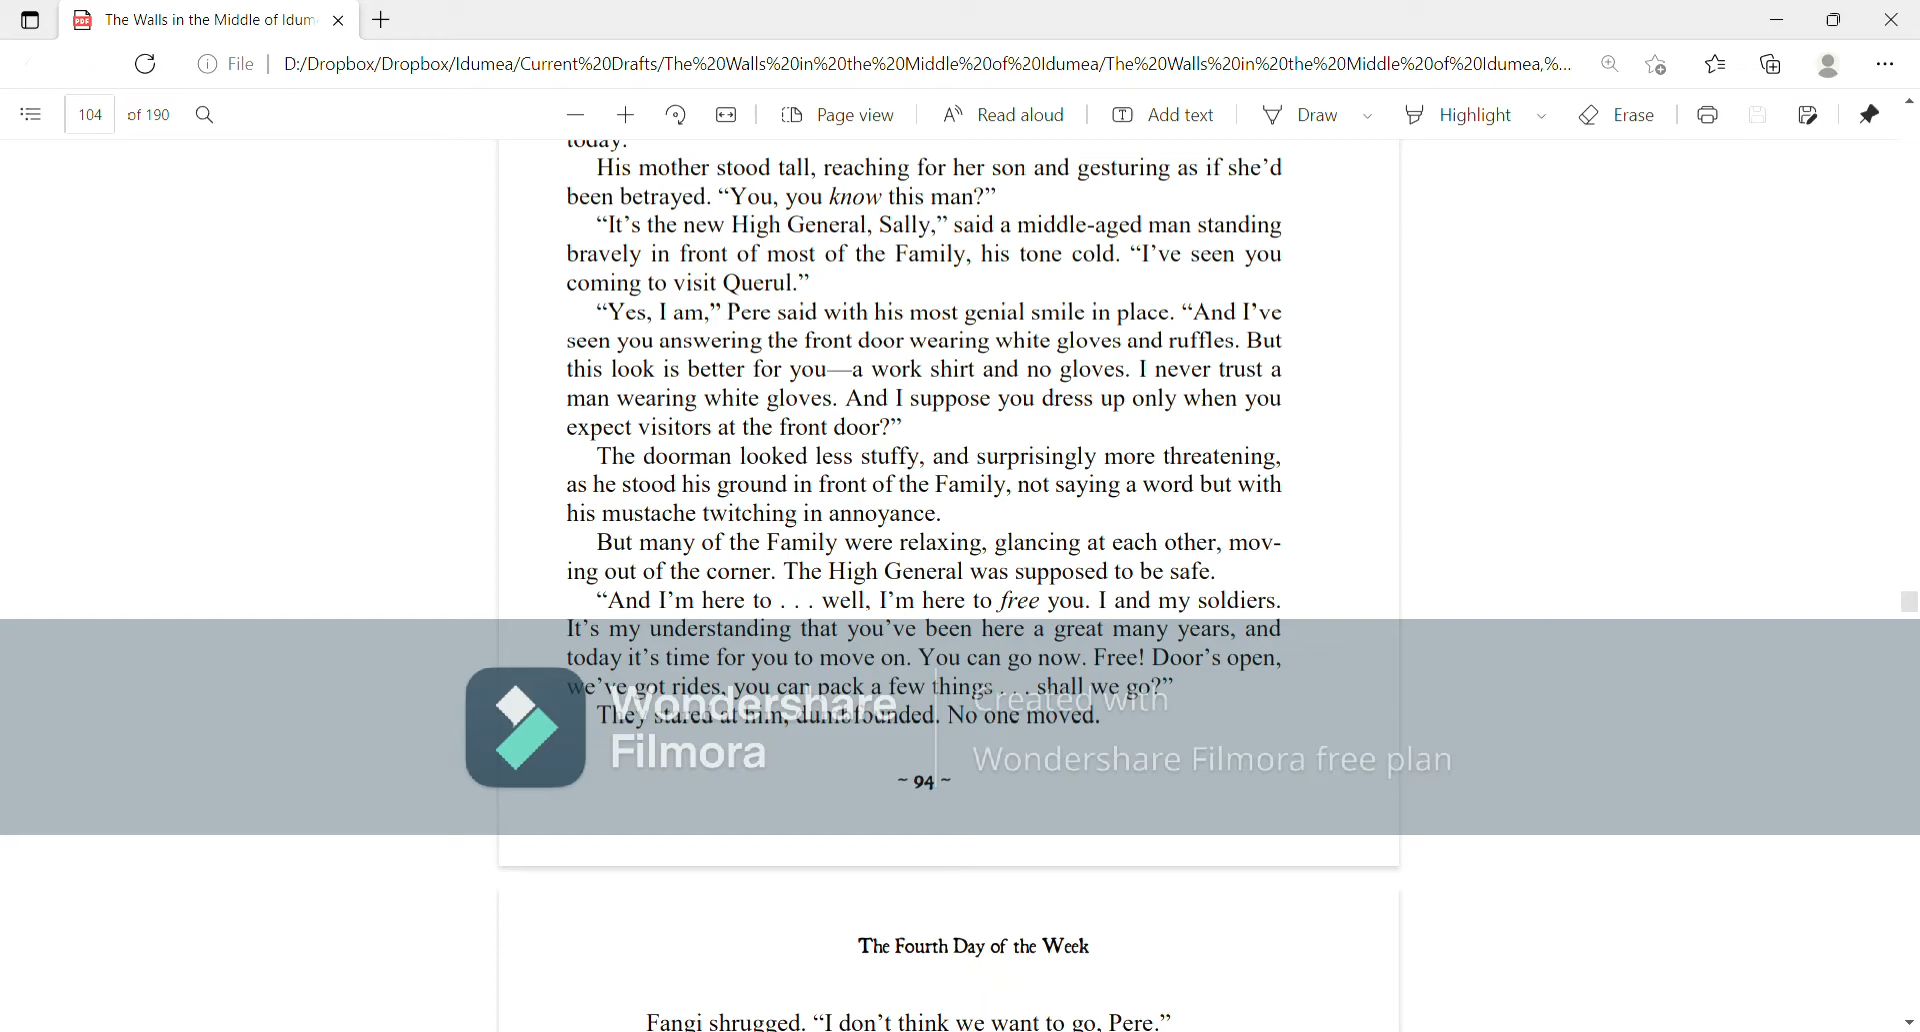 The Walls in the Middle of Idum
File
D:/Dropbox/Dropbox/Idumea/Current%20Drafts/The%20Walls%20in%20the%20Middle%20of%20Idumea/The%20Walls%20in%20the%20Middle%20of%20Idumea,%...
104 of 190 Page view Read aloud Add text Draw Highlight Erase
today.
His mother stood tall, reaching for her son and gesturing as if she’d
been betrayed. “You, you know this man?”
“It’s the new High General, Sally,” said a middle-aged man standing
bravely in front of most of the Family, his tone cold. “I’ve seen you
coming to visit Querul.”
“Yes, I am,” Pere said with his most genial smile in place. “And I’ve
seen you answering the front door wearing white gloves and ruffles. But
this look is better for you—a work shirt and no gloves. I never trust a
man wearing white gloves. And I suppose you dress up only when you
expect visitors at the front door?”
The doorman looked less stuffy, and surprisingly more threatening,
as he stood his ground in front of the Family, not saying a word but with
his mustache twitching in annoyance.
But many of the Family were relaxing, glancing at each other, mov-
ing out of the corner. The High General was supposed to be safe.
“And I’m here to . . . well, I’m here to free you. I and my soldiers.
It’s my understanding that you’ve been here a great many years, and
today it’s time for you to move on. You can go now. Free! Door’s open,
we’ve got rides, you can pack a few things . . . shall we go?”
They stared at him, dumbfounded. No one moved.
Wondershare
Filmora
Created with
Wondershare Filmora free plan
~ 94 ~
The Fourth Day of the Week
Fangi shrugged. “I don’t think we want to go, Pere.”